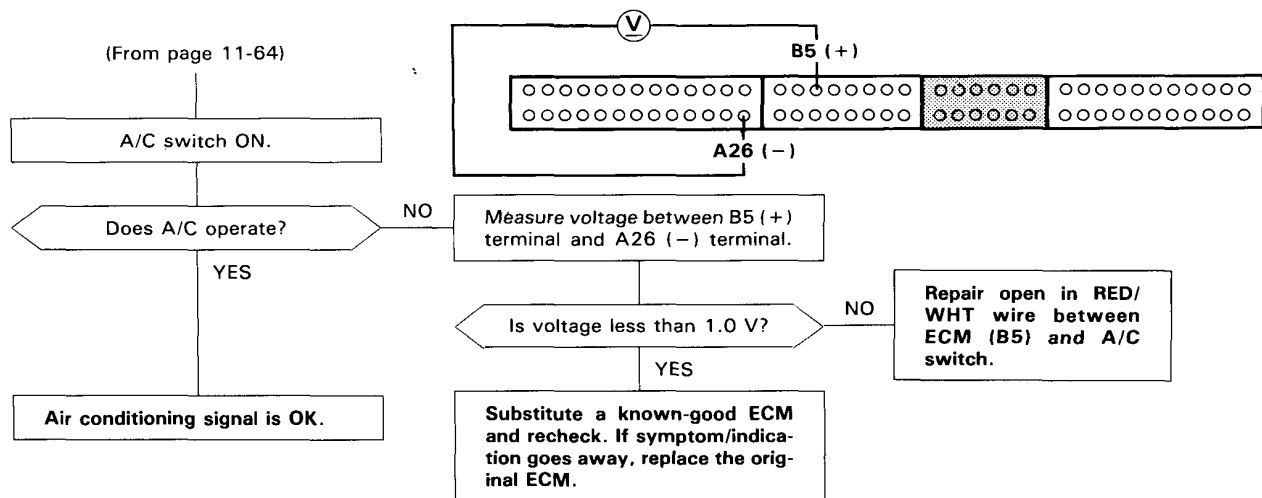 (From page 11-64)
V
B5 (+)
A26 (−)
A/C switch ON.
Does A/C operate?
NO
YES
Measure voltage between B5 (+)
terminal and A26 (−) terminal.
Is voltage less than 1.0 V?
NO
YES
Repair open in RED/
WHT wire between
ECM (B5) and A/C
switch.
Air conditioning signal is OK.
Substitute a known-good ECM
and recheck. If symptom/indica-
tion goes away, replace the orig-
inal ECM.